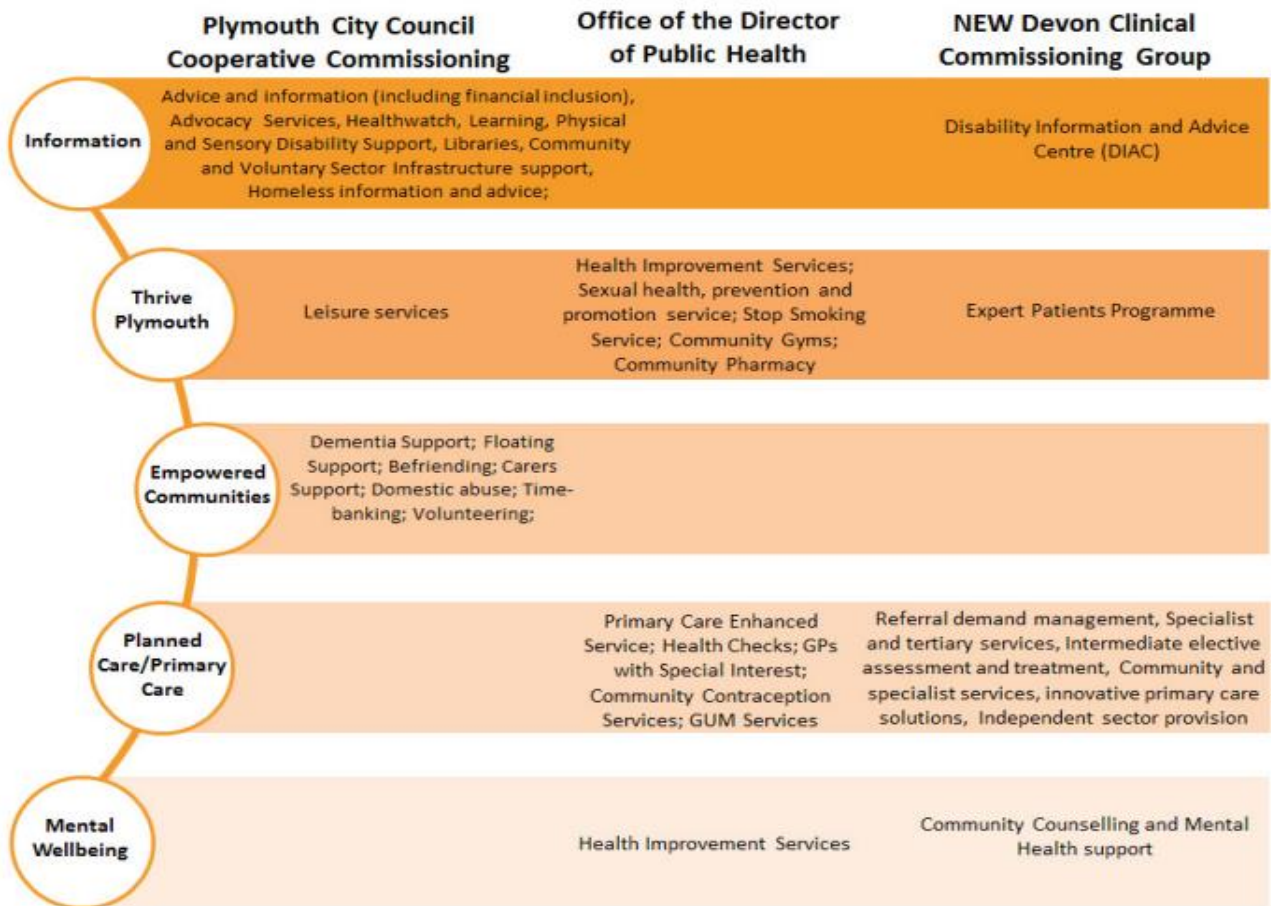 Plymouth City Council
Cooperative Commissioning
Office of the Director
of Public Health
NEW Devon Clinical
Commissioning Group
Information
Advice and information (including financial inclusion),
Advocacy Services, Healthwatch, Learning, Physical
and Sensory Disability Support, Libraries, Community
and Voluntary Sector Infrastructure support,
Homeless information and advice;
Disability Information and Advice
Centre (DIAC)
Thrive
Plymouth
Leisure services
Health Improvement Services;
Sexual health, prevention and
promotion service; Stop Smoking
Service; Community Gyms;
Community Pharmacy
Expert Patients Programme
Empowered
Communities
Dementia Support; Floating
Support; Befriending; Carers
Support; Domestic abuse; Time-
banking; Volunteering;
Planned
Care/Primary
Care
Primary Care Enhanced
Service; Health Checks; GPs
with Special Interest;
Community Contraception
Services; GUM Services
Referral demand management, Specialist
and tertiary services, Intermediate elective
assessment and treatment, Community and
specialist services, innovative primary care
solutions, Independent sector provision
Mental
Wellbeing
Health Improvement Services
Community Counselling and Mental
Health support